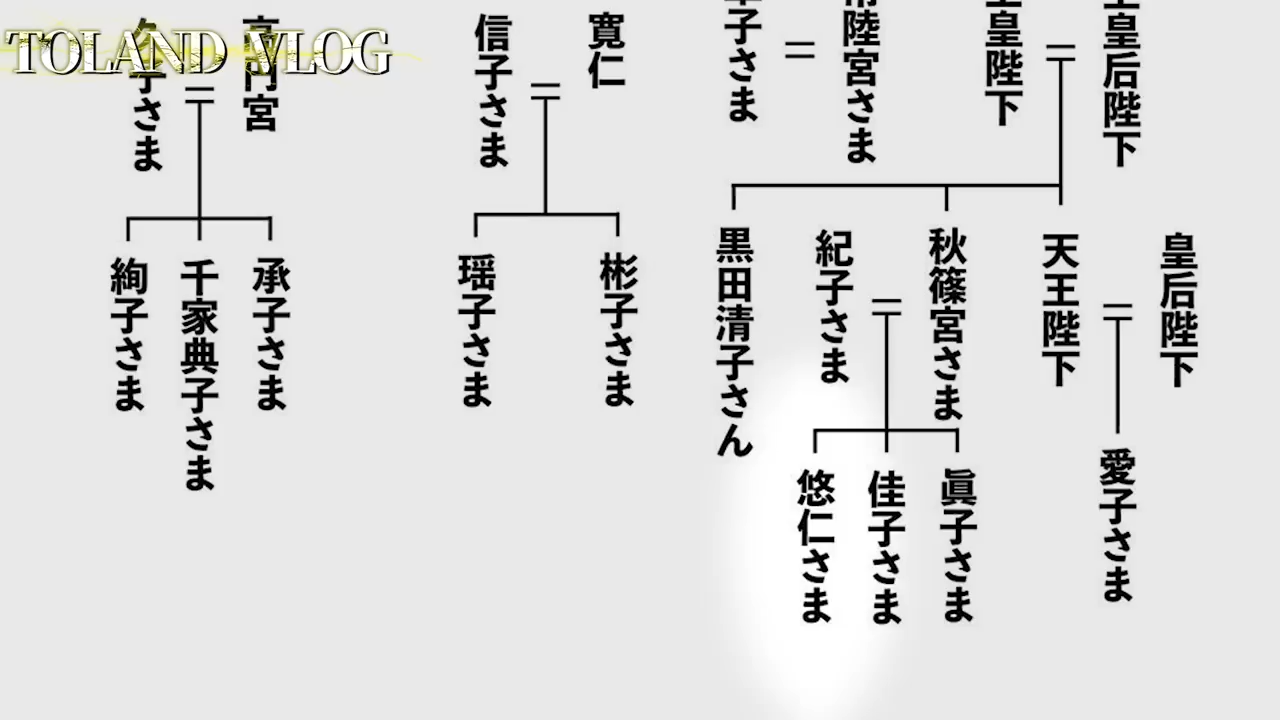 TOLAND VLOG
皇后陛下
皇陛下
陸宮さま
子さま
寛仁
信子さま
宮
子さま
皇后陛下
天王陛下
秋篠宮さま
紀子さま
黒田清子さん
彬子さま
瑶子さま
承子さま
千家典子さま
絢子さま
愛子さま
眞子さま
佳子さま
悠仁さま